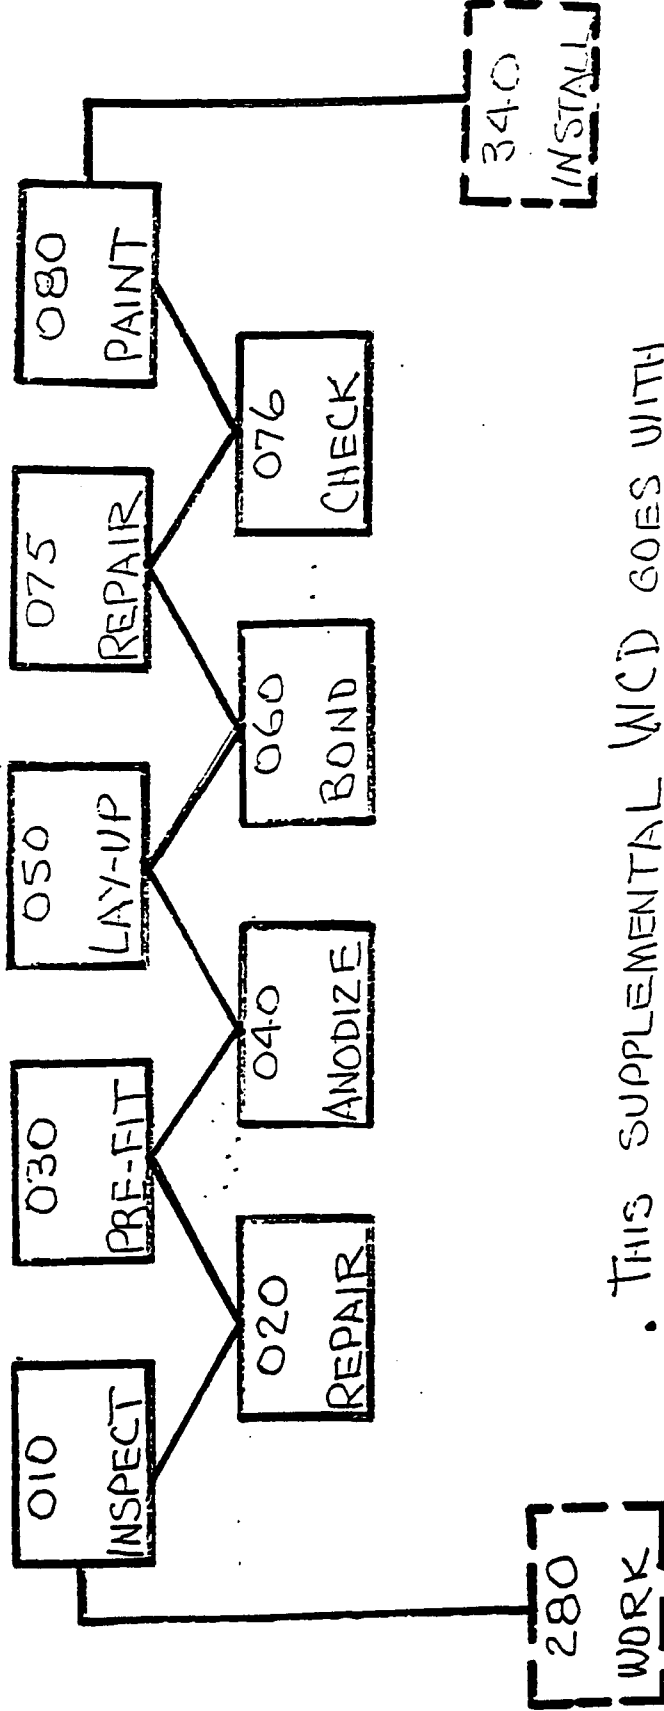 010
INSPECT
020
REPAIR
030
PRE-FIT
040
ANODIZE
050
LAY-UP
060
BOND
075
REPAIR
076
CHECK
080
PAINT
280
WORK
340
INSTALL
. THIS SUPPLEMENTAL WCD GOES WITH